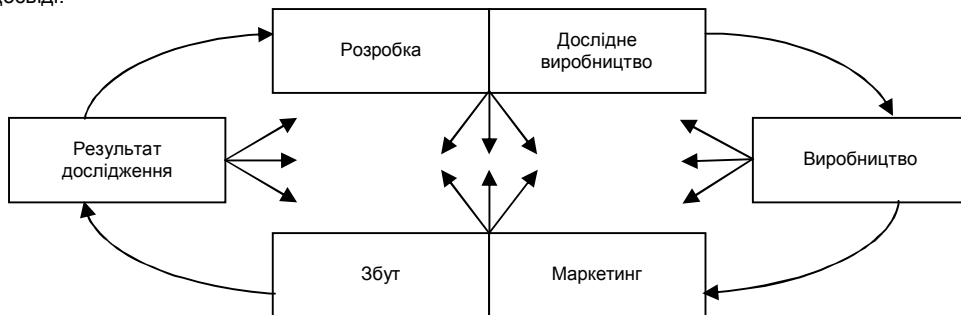 Розробка
Дослідне
виробництво
Результат
дослідження
Виробництво
Збут
Маркетинг